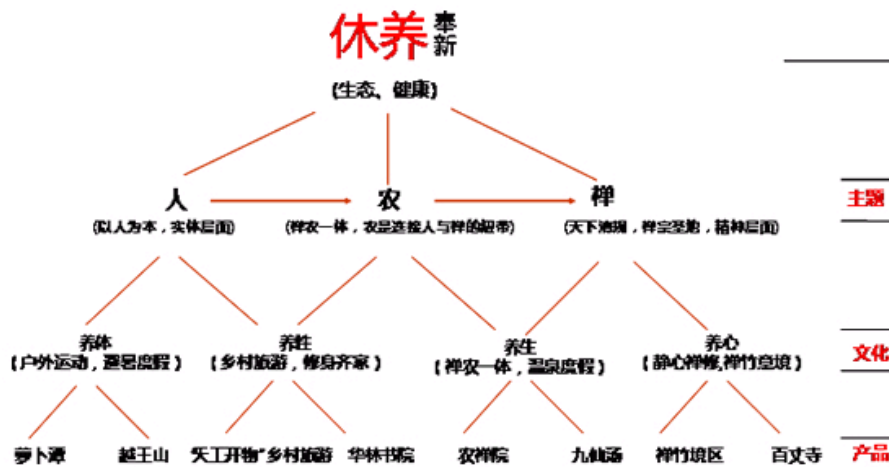 休养奉新
(生态、健康)
人 农 禅 主题
(以人为本，实体层面) (禅农一体，农是连接人与禅的纽带) (天下清规，禅宗圣地，精神层面)
养体 养性 养生 养心 文化
(户外运动，避暑度假) (乡村旅游，修身齐家) (禅农一体，温泉度假) (静心禅修,禅竹意境)
萝卜潭 越王山 "天工开物"乡村旅游 华林书院 农禅院 九仙汤 禅竹境区 百丈寺 产品